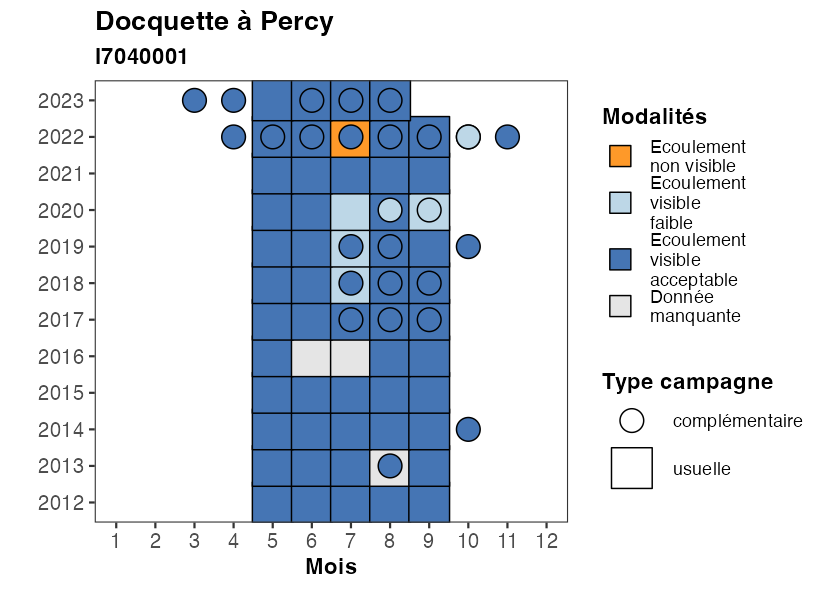 Docquette à Percy
I7040001
2023
2022
2021
2020
2019
2018
2017
2016
2015
2014
2013
2012
1 2 3 4 5 6 7 8 9 10 11 12
Mois
Modalités
Ecoulement
non visible
Ecoulement
visible
faible
Ecoulement
visible
acceptable
Donnée
manquante
Type campagne
complémentaire
usuelle